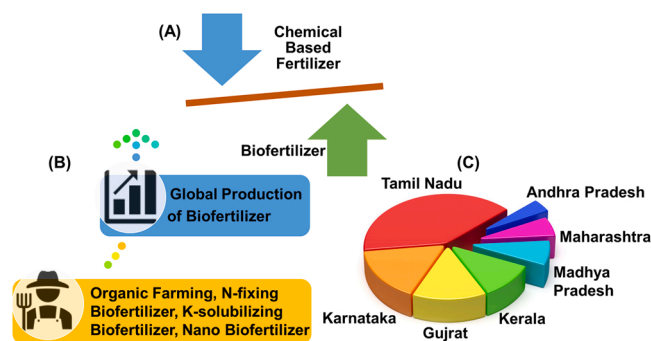 (A)
Chemical
Based
Fertilizer
Biofertilizer
(B)
Global Production
of Biofertilizer
Organic Farming, N-fixing
Biofertilizer, K-solubilizing
Biofertilizer, Nano Biofertilizer
(C)
Tamil Nadu
Andhra Pradesh
Maharashtra
Madhya
Pradesh
Kerala
Gujrat
Karnataka